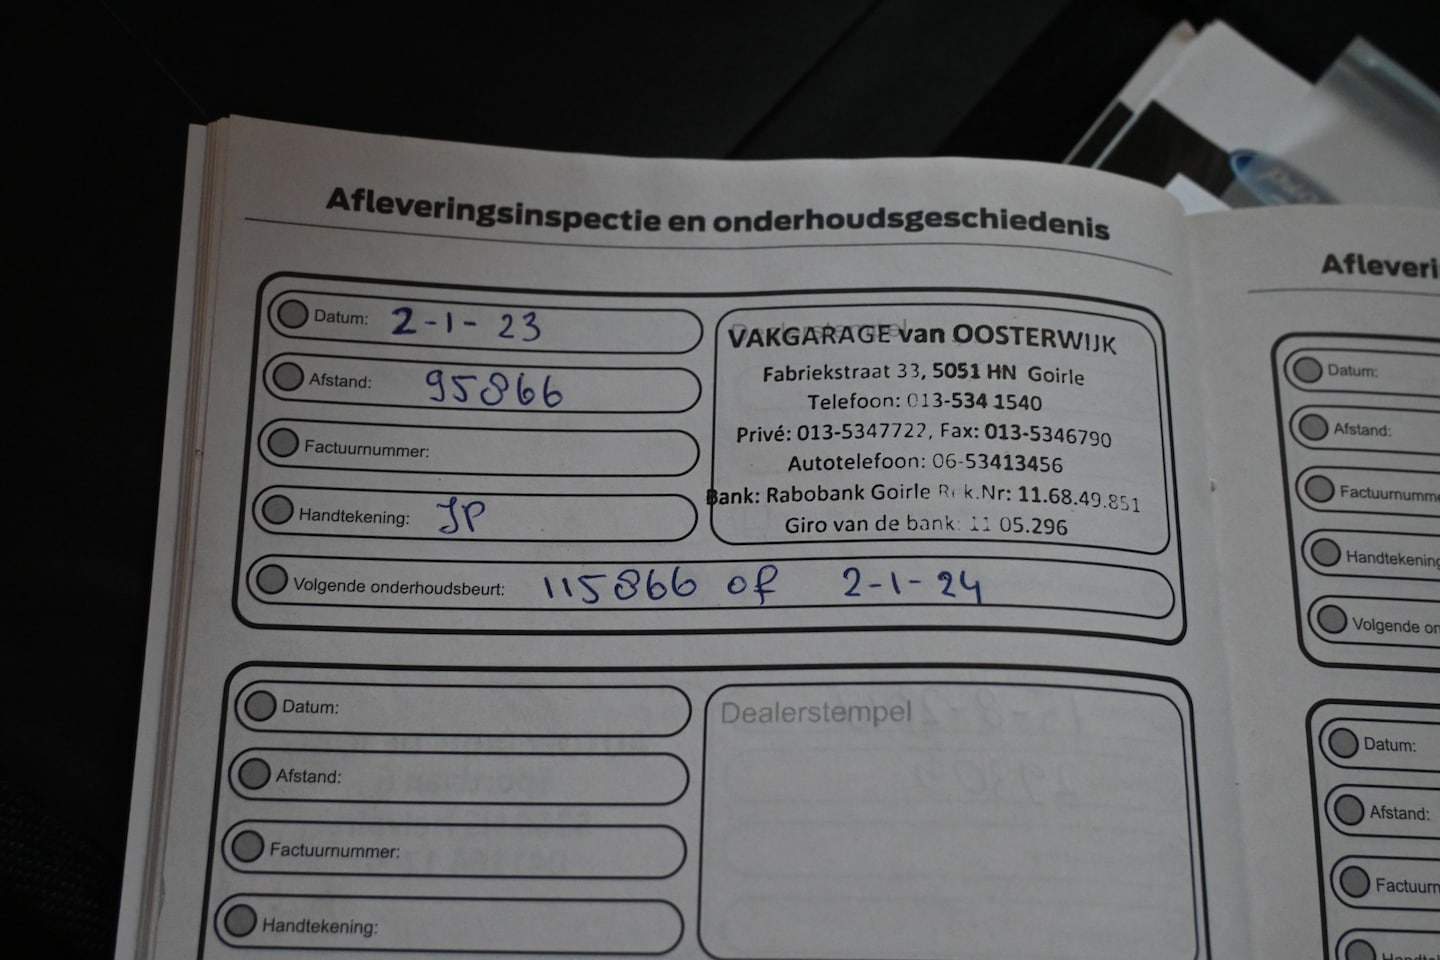 Afleveringsinspectie en onderhoudsgeschiedenis
Datum: 2-1-23
Afstand: 95866
Factuurnummer:
Handtekening: JP
Dealerstempel
VAKGARAGE van OOSTERWIJK
Fabriekstraat 33, 5051 HN Goirle
Telefoon: 013-534 1540
Privé: 013-5347722, Fax: 013-5346790
Autotelefoon: 06-53413456
Bank: Rabobank Goirle Rek.Nr: 11.68.49.851
Giro van de bank: 11 05.296
Volgende onderhoudsbeurt: 115866 of 2-1-24
Datum:
Afstand:
Factuurnummer:
Handtekening:
Dealerstempel
Afleveri
Datum:
Afstand:
Factuurnumme
Handtekening
Volgende on
Datum:
Afstand:
Factuurn